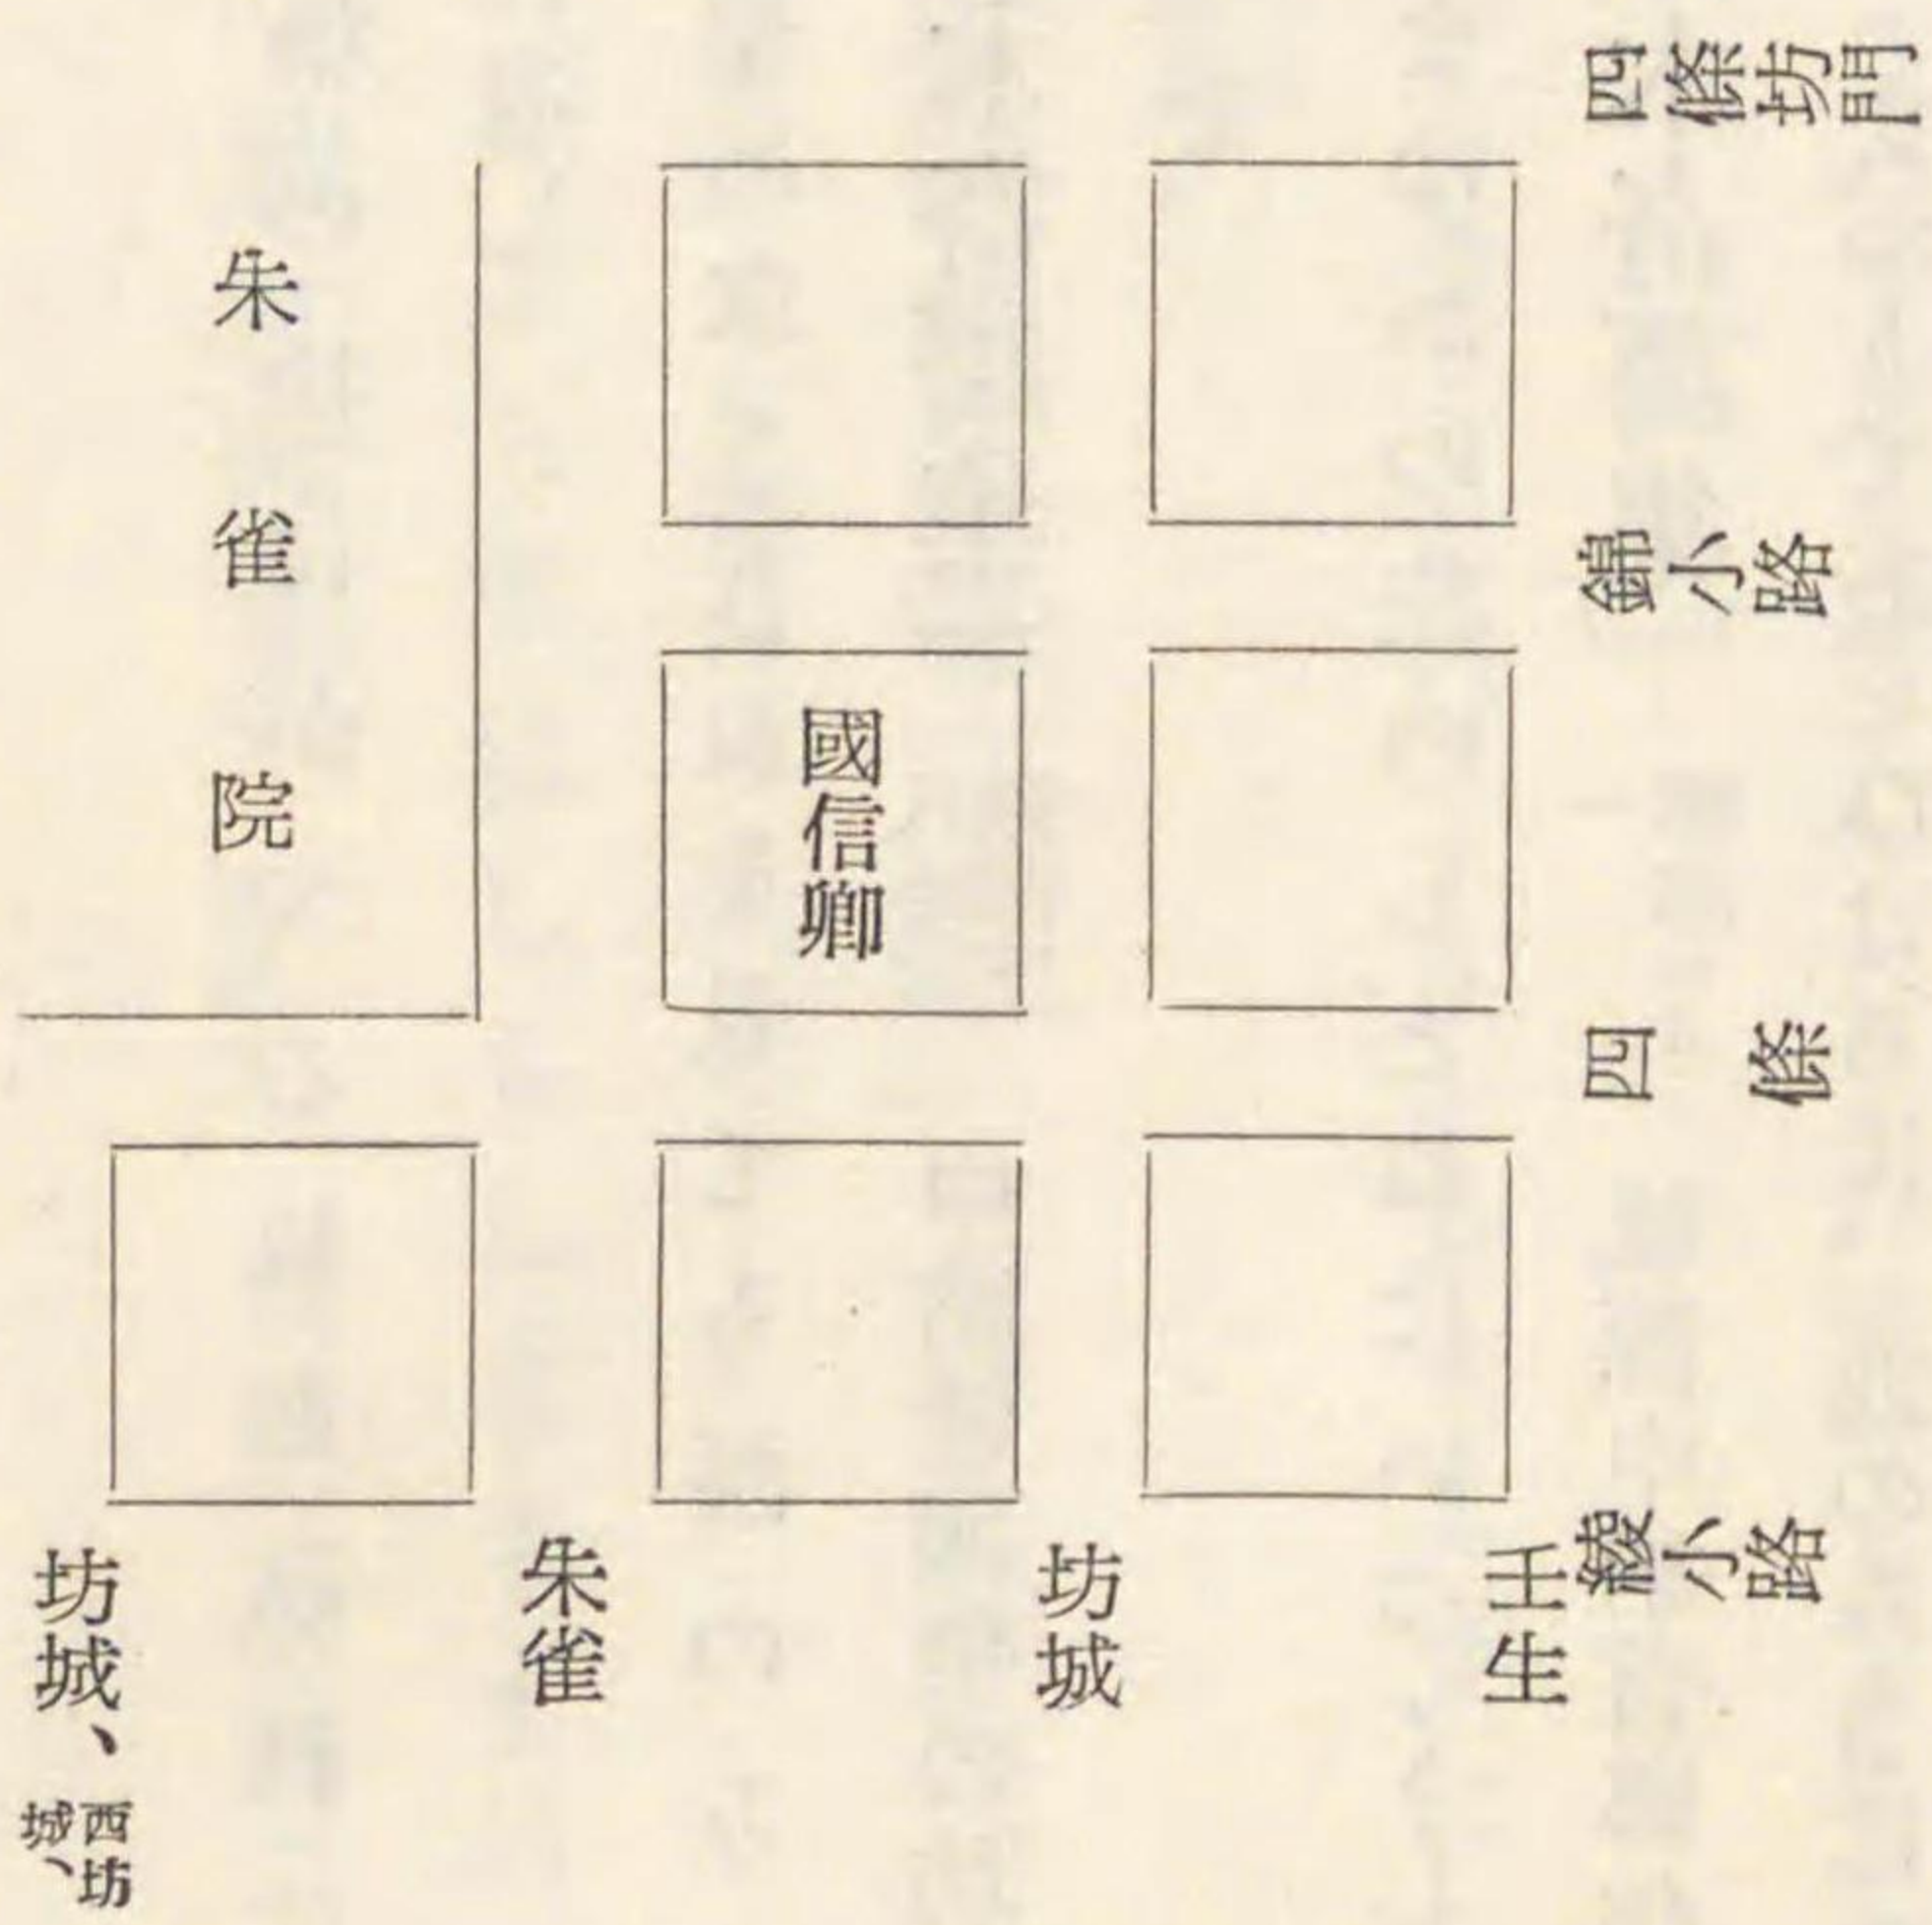 四條坊門
錦小路
四條
綾小路
壬生
坊城
朱雀
坊城、
西坊
城、
國信卿
朱雀院